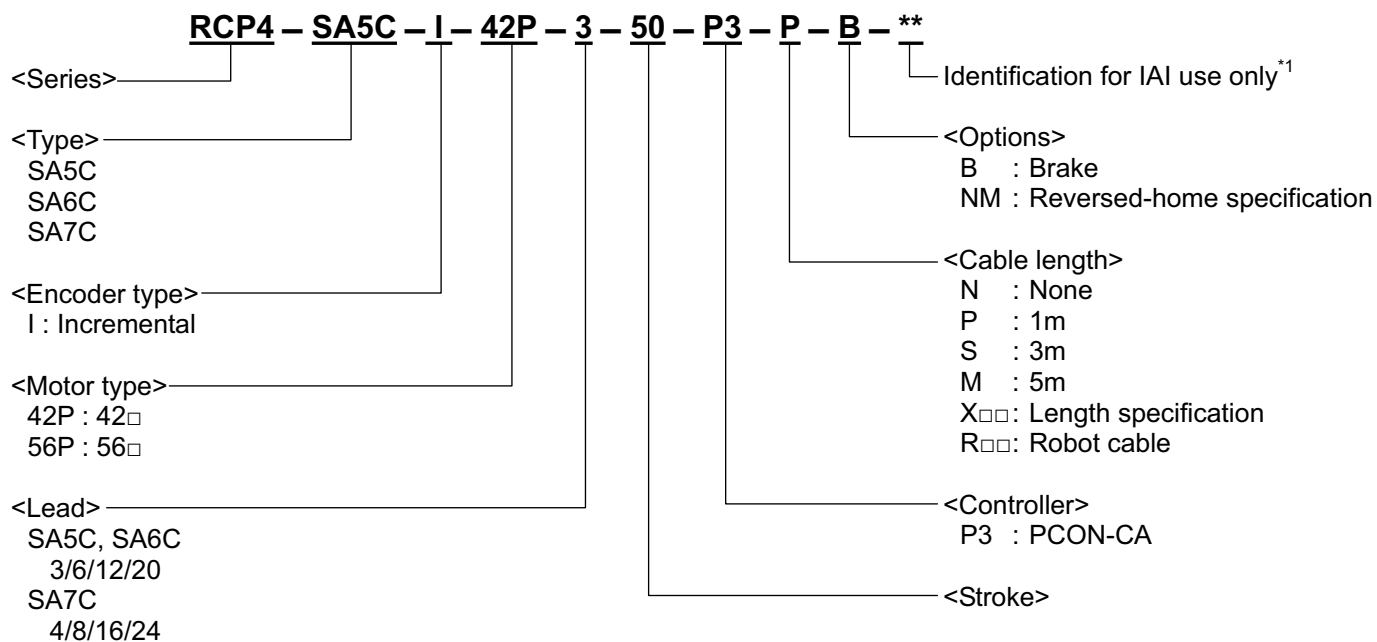 RCP4 – SA5C – I – 42P – 3 – 50 – P3 – P – B – **
<Series>
<Type>
SA5C
SA6C
SA7C
<Encoder type>
I : Incremental
<Motor type>
42P : 42□
56P : 56□
<Lead>
SA5C, SA6C
3/6/12/20
SA7C
4/8/16/24
Identification for IAI use only*1
<Options>
B : Brake
NM : Reversed-home specification
<Cable length>
N : None
P : 1m
S : 3m
M : 5m
X□□: Length specification
R□□: Robot cable
<Controller>
P3 : PCON-CA
<Stroke>